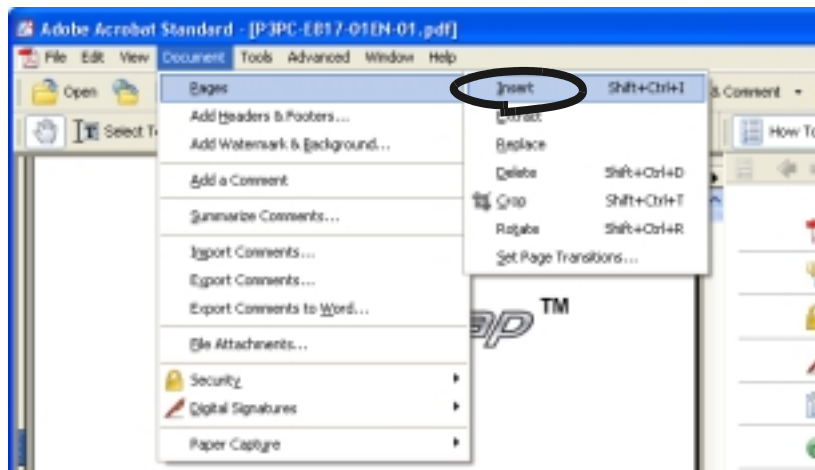 Adobe Acrobat Standard - [P3PC-E817-01EN-01.pdf]
File Edit View Document Tools Advanced Window Help
Open
& Comment
Select T
How To
Pages
Add Headers & Footers...
Add Watermark & Background...
Add a Comment
Summarize Comments...
Import Comments...
Export Comments...
Export Comments to Word...
File Attachments...
Security
Digital Signatures
Paper Capture
Insert Shift+Ctrl+I
Extract
Replace
Delete Shift+Ctrl+D
Crop Shift+Ctrl+T
Rotate Shift+Ctrl+R
Set Page Transitions...
ap TM